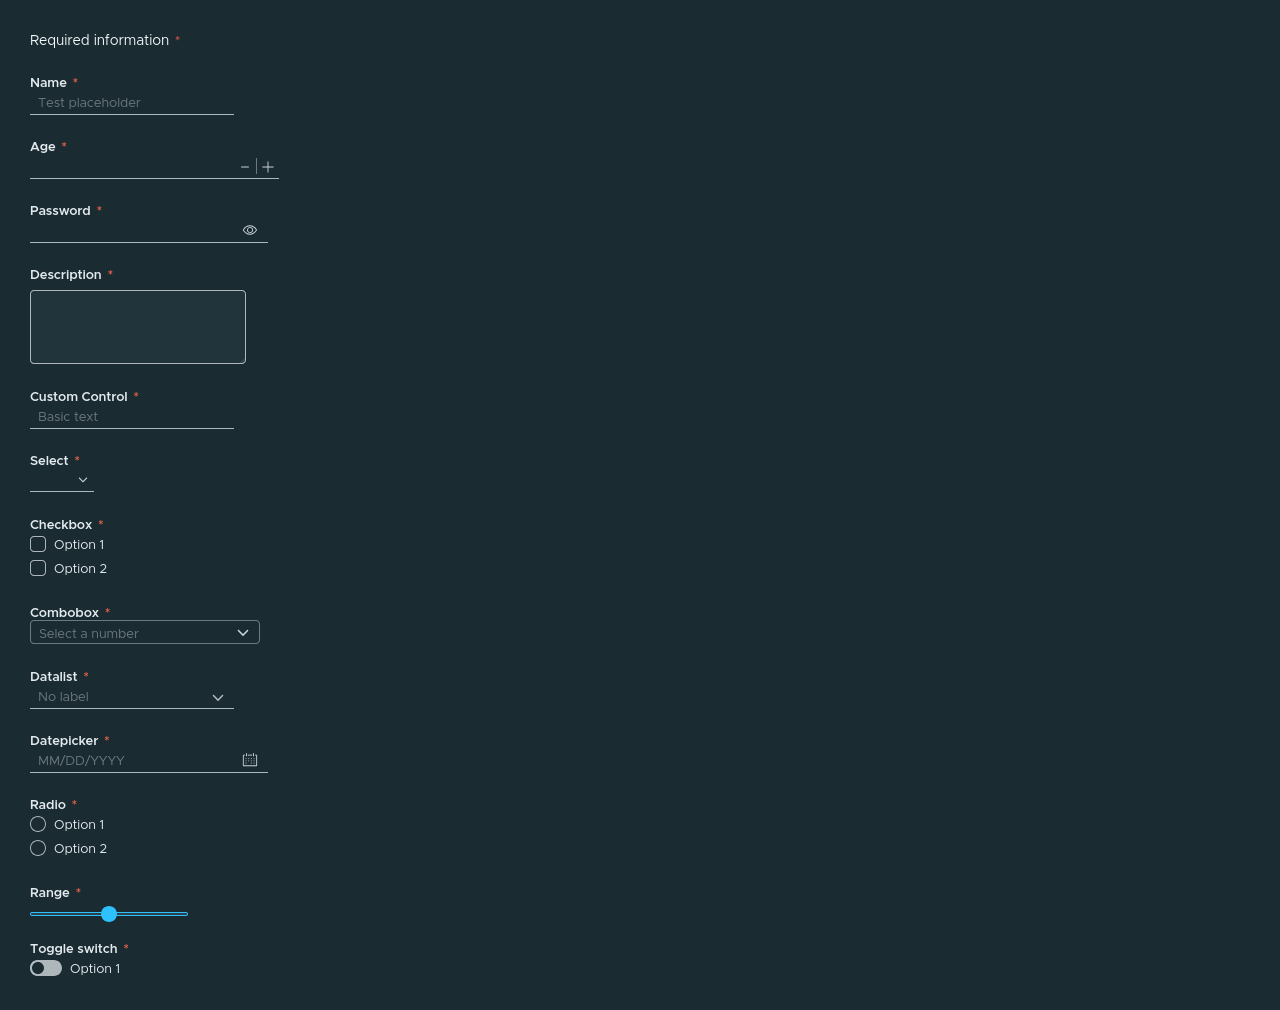 Required information *
Name *
Test placeholder
Age *
Password *
Description *
Custom Control *
Basic text
Select *
Checkbox *
Option 1
Option 2
Combobox *
Select a number
Datalist *
No label
Datepicker *
MM/DD/YYYY
Radio *
Option 1
Option 2
Range *
Toggle switch *
Option 1